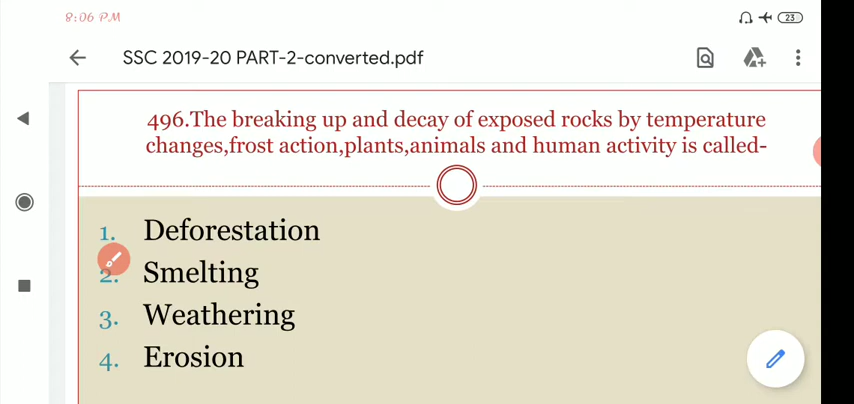 8:06 PM
23
SSC 2019-20 PART-2-converted.pdf
496.The breaking up and decay of exposed rocks by temperature
changes,frost action,plants,animals and human activity is called-
1. Deforestation
2. Smelting
3. Weathering
4. Erosion